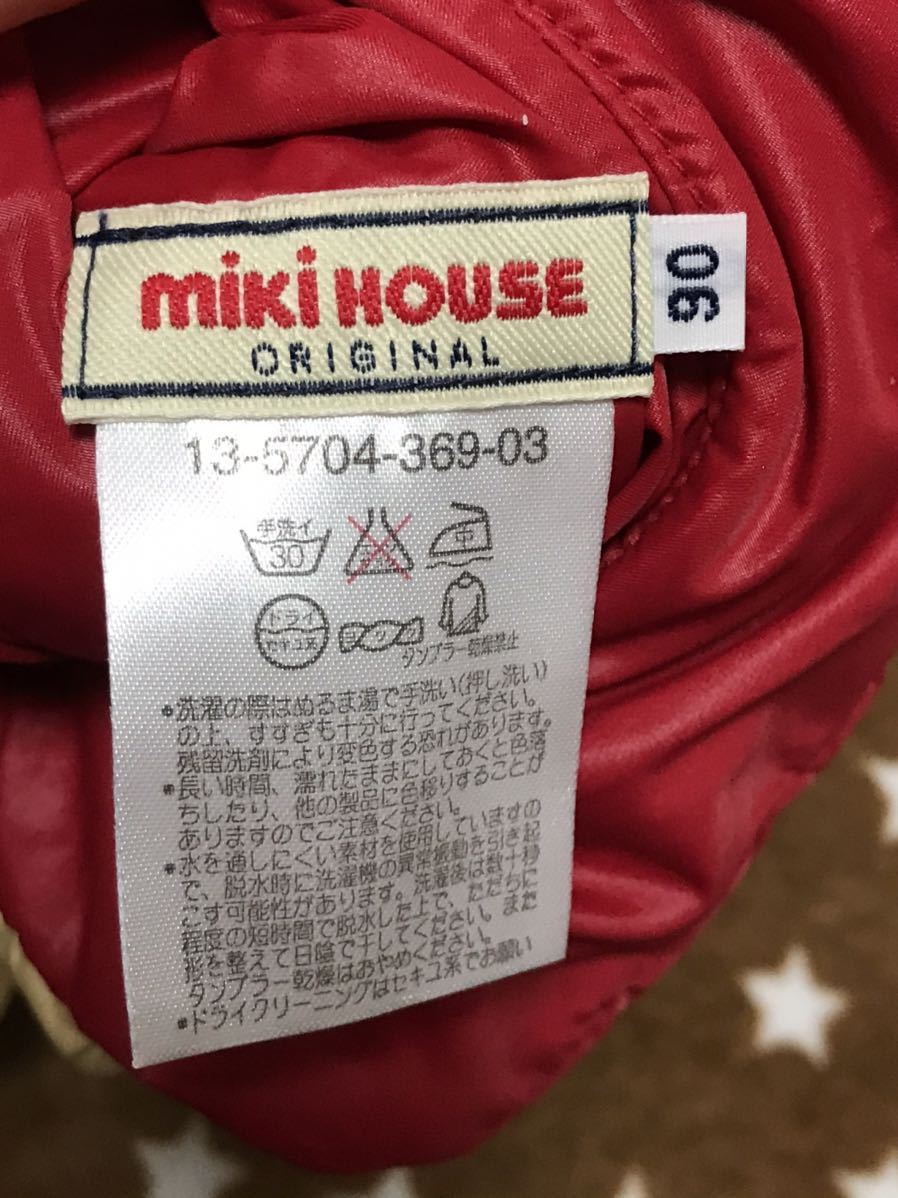 miki HOUSE
ORIGINAL
90
13-5704-369-03
手洗イ
30
中
ドライ
セキユ系
タンブラー乾燥禁止
•洗濯の際はぬるま湯で手洗い(押し洗い)
の上、すすぎも十分に行ってください。
残留洗剤により変色する恐れがあります。
•長い時間、濡れたままにしておくと色落
ちしたり、他の製品に色移りすることが
ありますのでご注意ください。
•水を通しにくい素材を使用していますの
で、脱水時に洗濯機の異常振動を引き起
こす可能性があります。洗濯後は数十秒
程度の短時間で脱水した上で、ただちに
形を整えて日陰で干してください。また
タンブラー乾燥はおやめください。
•ドライクリーニングはセキユ系でお願い